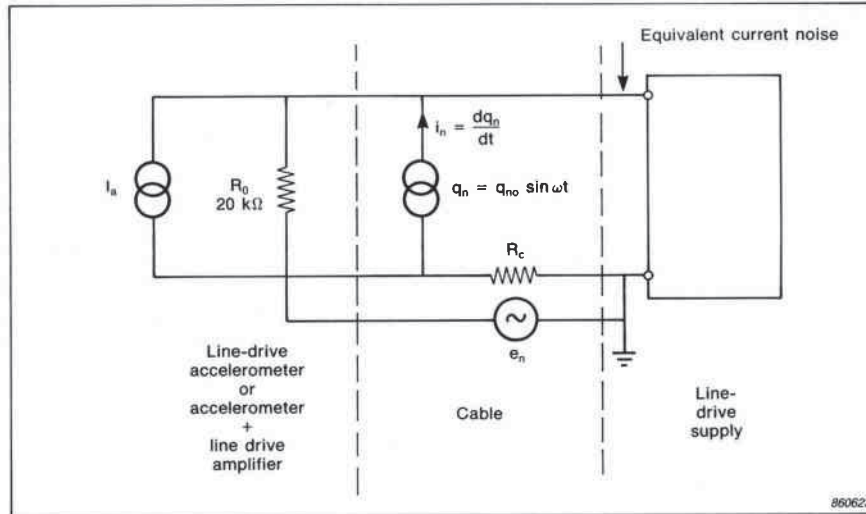 Equivalent current noise
i_n = dq_n/dt
I_a
R_0
20 kΩ
q_n = q_no sin ωt
R_c
e_n
Line-drive
accelerometer
or
accelerometer
+
line drive
amplifier
Cable
Line-
drive
supply